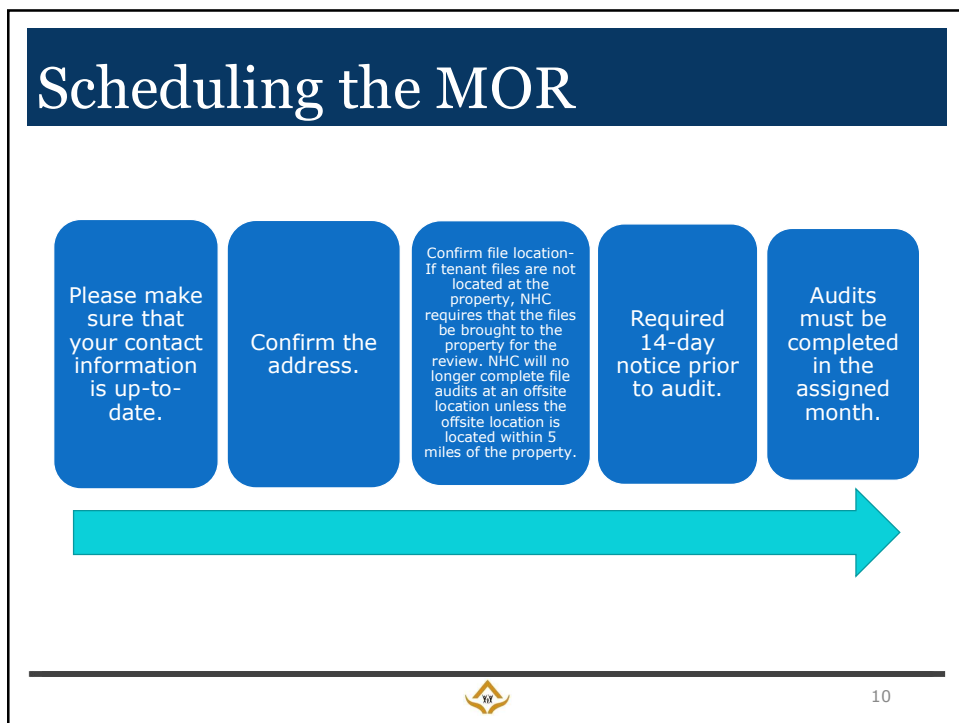 Scheduling the MOR
Please make
sure that
your contact
information
is up-to-
date.
Confirm the
address.
Confirm file location-
If tenant files are not
located at the
property, NHC
requires that the files
be brought to the
property for the
review. NHC will no
longer complete file
audits at an offsite
location unless the
offsite location is
located within 5
miles of the property.
Required
14-day
notice prior
to audit.
Audits
must be
completed
in the
assigned
month.
10